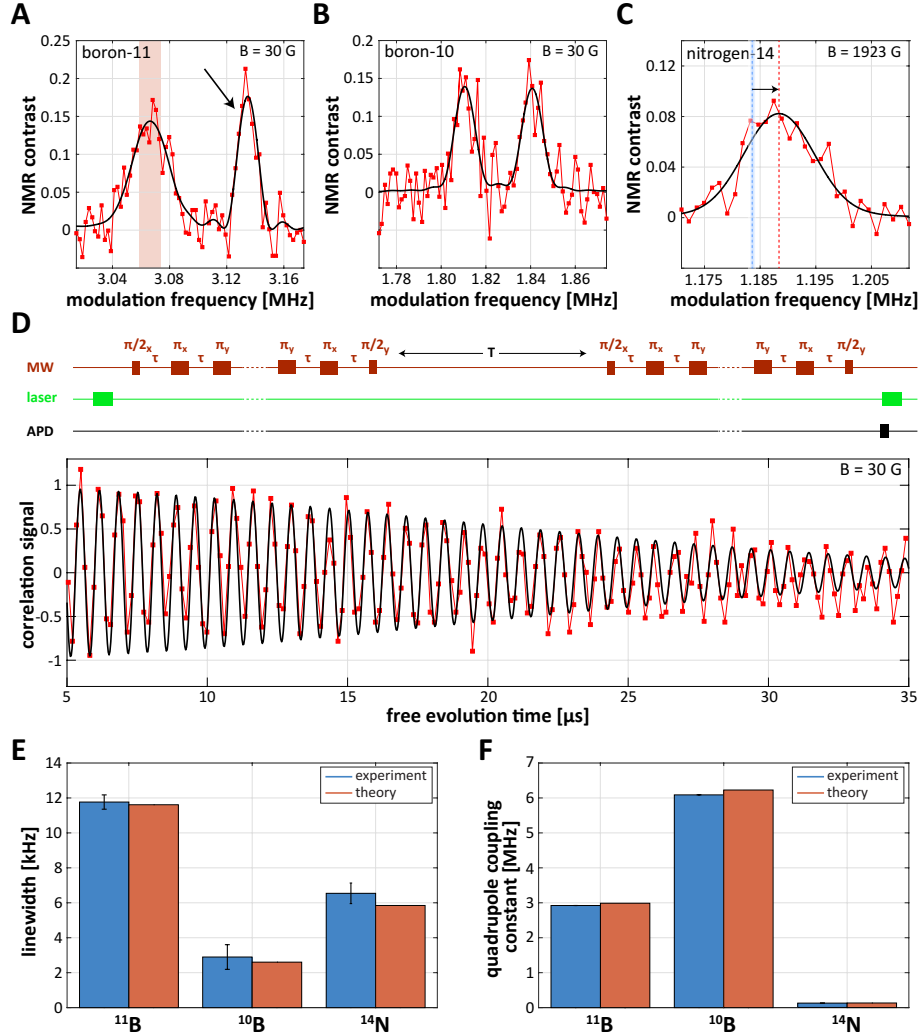 A
B
C
boron-11
B = 30 G
boron-10
B = 30 G
nitrogen-14
B = 1923 G
NMR contrast
0.25
0.2
0.15
0.1
0.05
0
3.04
3.08
3.12
3.16
modulation frequency [MHz]
NMR contrast
0.2
0.15
0.1
0.05
0
1.78
1.8
1.82
1.84
1.86
modulation frequency [MHz]
NMR contrast
0.12
0.08
0.04
0
1.175
1.185
1.195
1.205
modulation frequency [MHz]
D
π/2x
πx
πy
πy
πx
π/2y
T
π/2x
πx
πy
πy
πx
π/2y
τ
τ
τ
τ
τ
τ
τ
τ
MW
laser
APD
B = 30 G
correlation signal
1
0.5
0
-0.5
-1
5
10
15
20
25
30
35
free evolution time [µs]
E
F
linewidth [kHz]
14
12
10
8
6
4
2
0
experiment
theory
¹¹B
¹⁰B
¹⁴N
quadrupole coupling
constant [MHz]
7
6
5
4
3
2
1
0
experiment
theory
¹¹B
¹⁰B
¹⁴N